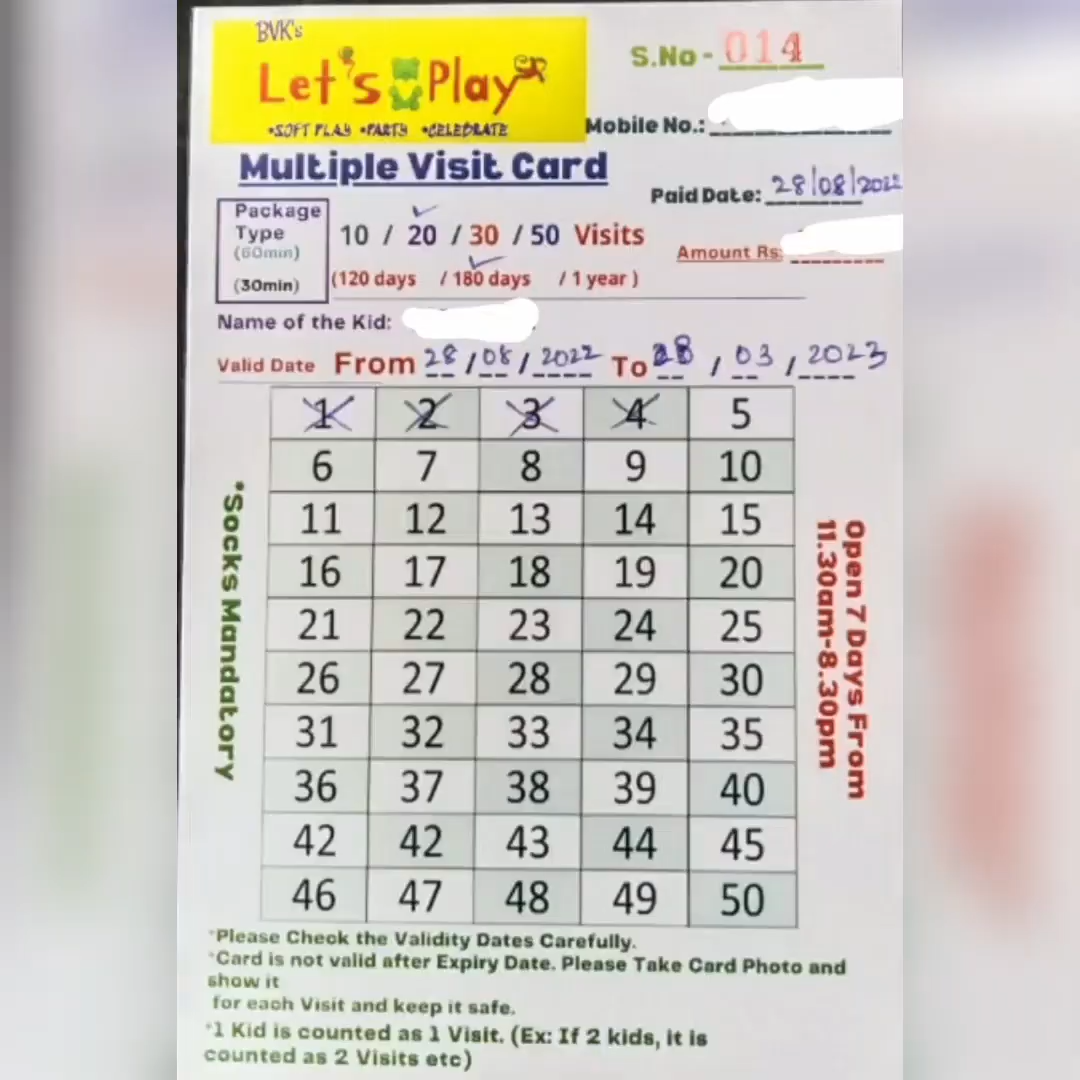 BVK's
Let's Play
•SOFT PLAY •PARTY •CELEBRATE
S.No - 014
Mobile No.:
Multiple Visit Card
Paid Date: 28/08/2022
Package Type (60min) (30min)
10 / 20 / 30 / 50 Visits
(120 days / 180 days / 1 year )
Amount Rs:
Name of the Kid:
Valid Date From 28/08/2022 To 28/03/2023
1 2 3 4 5
6 7 8 9 10
11 12 13 14 15
16 17 18 19 20
21 22 23 24 25
26 27 28 29 30
31 32 33 34 35
36 37 38 39 40
42 42 43 44 45
46 47 48 49 50
*Socks Mandatory
Open 7 Days From
11.30am-8.30pm
*Please Check the Validity Dates Carefully.
*Card is not valid after Expiry Date. Please Take Card Photo and
show it
for each Visit and keep it safe.
*1 Kid is counted as 1 Visit. (Ex: If 2 kids, it is
counted as 2 Visits etc)